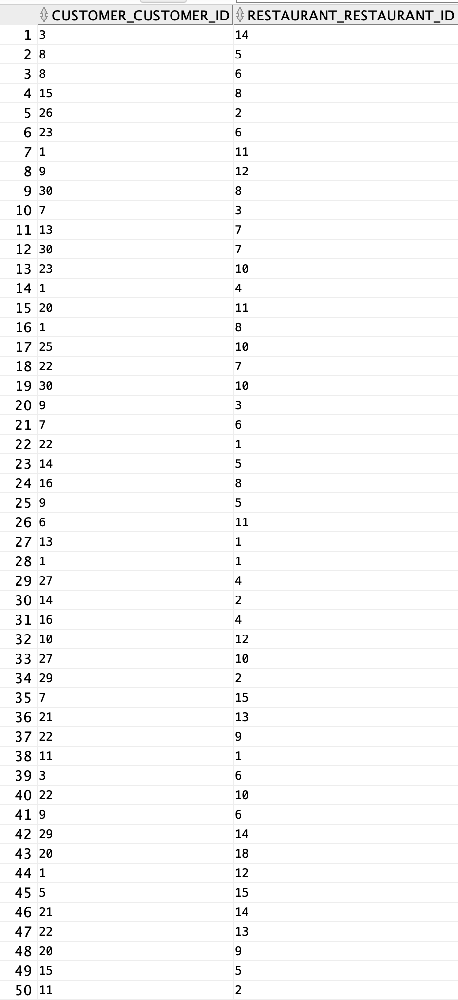 CUSTOMER_CUSTOMER_ID RESTAURANT_RESTAURANT_ID
1 3 14
2 8 5
3 8 6
4 15 8
5 26 2
6 23 6
7 1 11
8 9 12
9 30 8
10 7 3
11 13 7
12 30 7
13 23 10
14 1 4
15 20 11
16 1 8
17 25 10
18 22 7
19 30 10
20 9 3
21 7 6
22 22 1
23 14 5
24 16 8
25 9 5
26 6 11
27 13 1
28 1 1
29 27 4
30 14 2
31 16 4
32 10 12
33 27 10
34 29 2
35 7 15
36 21 13
37 22 9
38 11 1
39 3 6
40 22 10
41 9 6
42 29 14
43 20 18
44 1 12
45 5 15
46 21 14
47 22 13
48 20 9
49 15 5
50 11 2